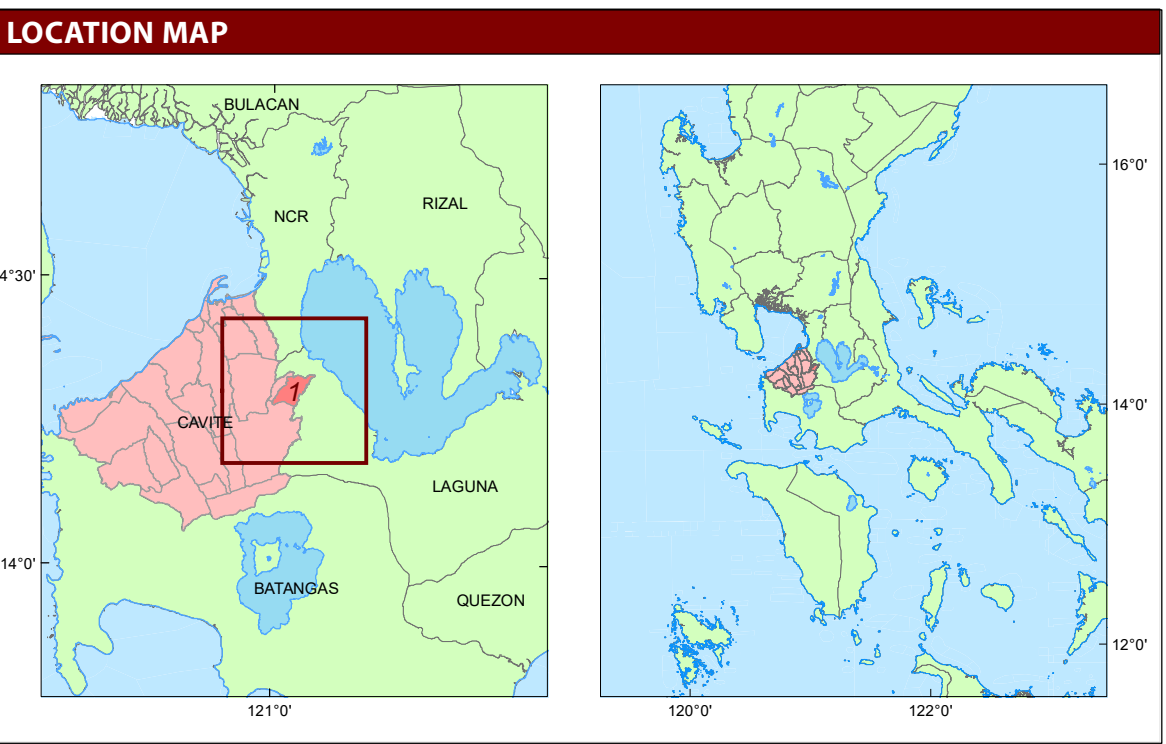 LOCATION MAP
BULACAN
NCR
RIZAL
4°30'
1
CAVITE
LAGUNA
14°0'
BATANGAS
QUEZON
121°0'
16°0'
14°0'
12°0'
120°0'
122°0'